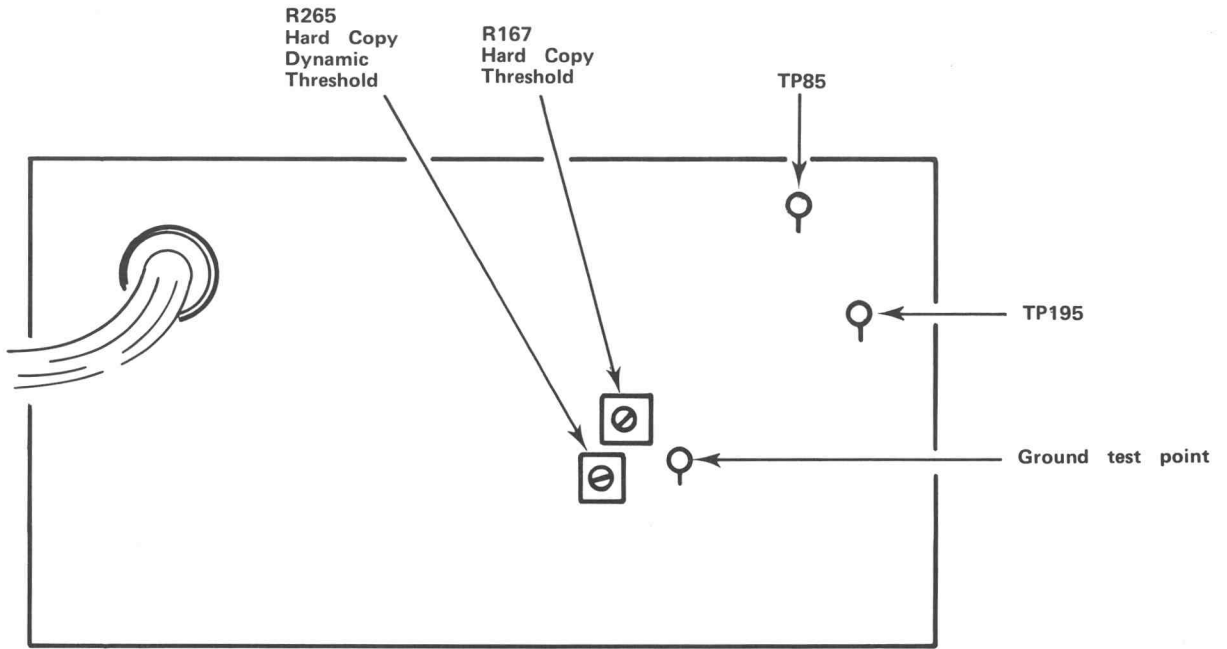 R265
Hard Copy
Dynamic
Threshold
R167
Hard Copy
Threshold
TP85
TP195
Ground test point